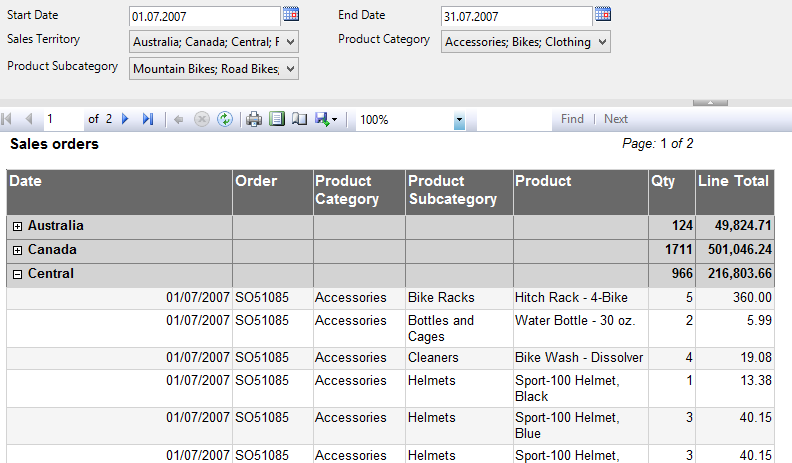 Start Date 01.07.2007 End Date 31.07.2007
Sales Territory Australia; Canada; Central; F Product Category Accessories; Bikes; Clothing
Product Subcategory Mountain Bikes; Road Bikes;
1 of 2 100% Find | Next
Sales orders Page: 1 of 2
Date Order Product Category Product Subcategory Product Qty Line Total
Australia 124 49,824.71
Canada 1711 501,046.24
Central 966 216,803.66
01/07/2007 SO51085 Accessories Bike Racks Hitch Rack - 4-Bike 5 360.00
01/07/2007 SO51085 Accessories Bottles and Cages Water Bottle - 30 oz. 2 5.99
01/07/2007 SO51085 Accessories Cleaners Bike Wash - Dissolver 4 19.08
01/07/2007 SO51085 Accessories Helmets Sport-100 Helmet, Black 1 13.38
01/07/2007 SO51085 Accessories Helmets Sport-100 Helmet, Blue 3 40.15
01/07/2007 SO51085 Accessories Helmets Sport-100 Helmet, 3 40.15